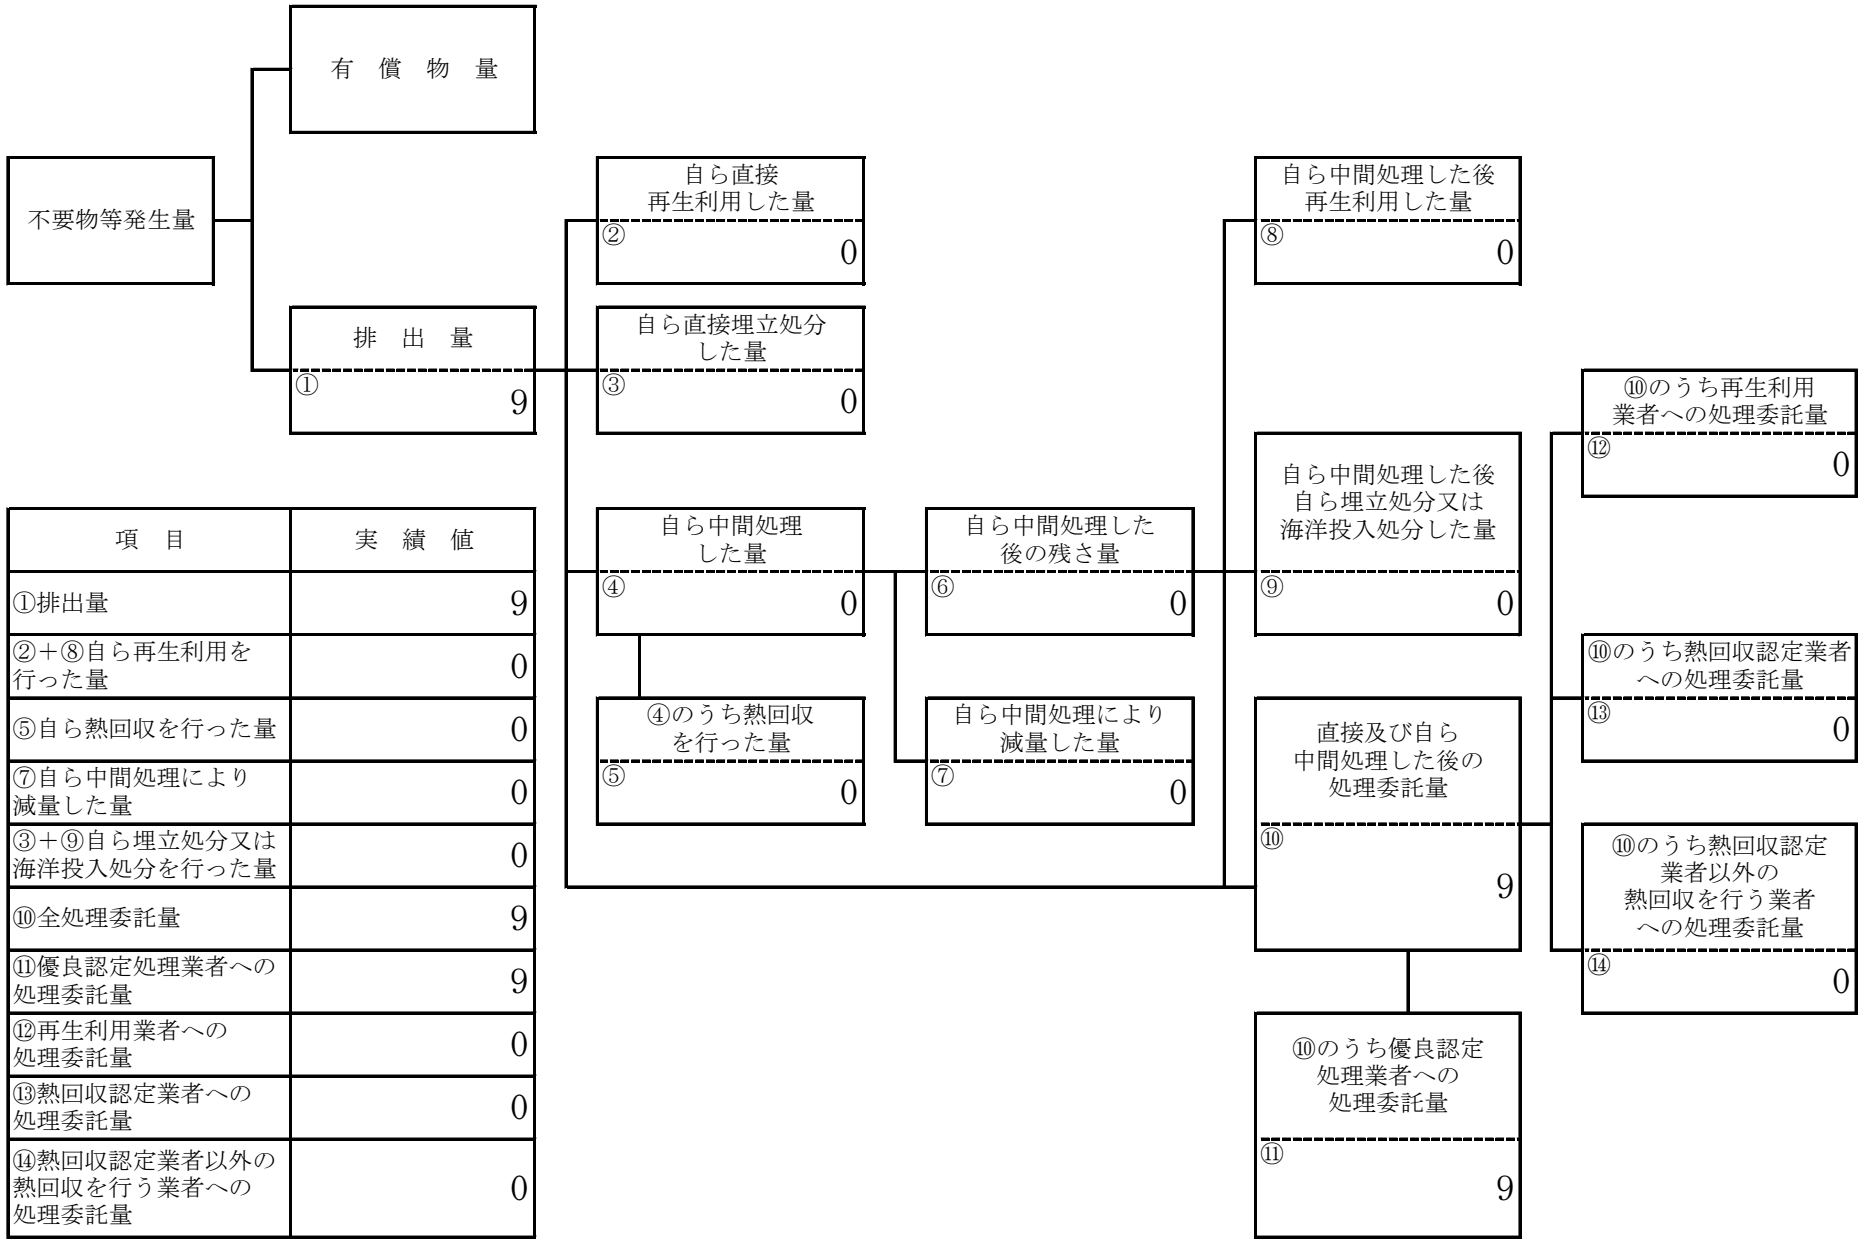 有　償　物　量
不要物等発生量
排　出　量
①
9
自ら直接
再生利用した量
②
0
自ら直接埋立処分
した量
③
0
自ら中間処理
した量
④
0
④のうち熱回収
を行った量
⑤
0
自ら中間処理した
後の残さ量
⑥
0
自ら中間処理により
減量した量
⑦
0
自ら中間処理した後
再生利用した量
⑧
0
自ら中間処理した後
自ら埋立処分又は
海洋投入処分した量
⑨
0
直接及び自ら
中間処理した後の
処理委託量
⑩
9
⑩のうち優良認定
処理業者への
処理委託量
⑪
9
⑩のうち再生利用
業者への処理委託量
⑫
0
⑩のうち熱回収認定業者
への処理委託量
⑬
0
⑩のうち熱回収認定
業者以外の
熱回収を行う業者
への処理委託量
⑭
0
項　目
実　績　値
①排出量
9
②＋⑧自ら再生利用を
行った量
0
⑤自ら熱回収を行った量
0
⑦自ら中間処理により
減量した量
0
③＋⑨自ら埋立処分又は
海洋投入処分を行った量
0
⑩全処理委託量
9
⑪優良認定処理業者への
処理委託量
9
⑫再生利用業者への
処理委託量
0
⑬熱回収認定業者への
処理委託量
0
⑭熱回収認定業者以外の
熱回収を行う業者への
処理委託量
0